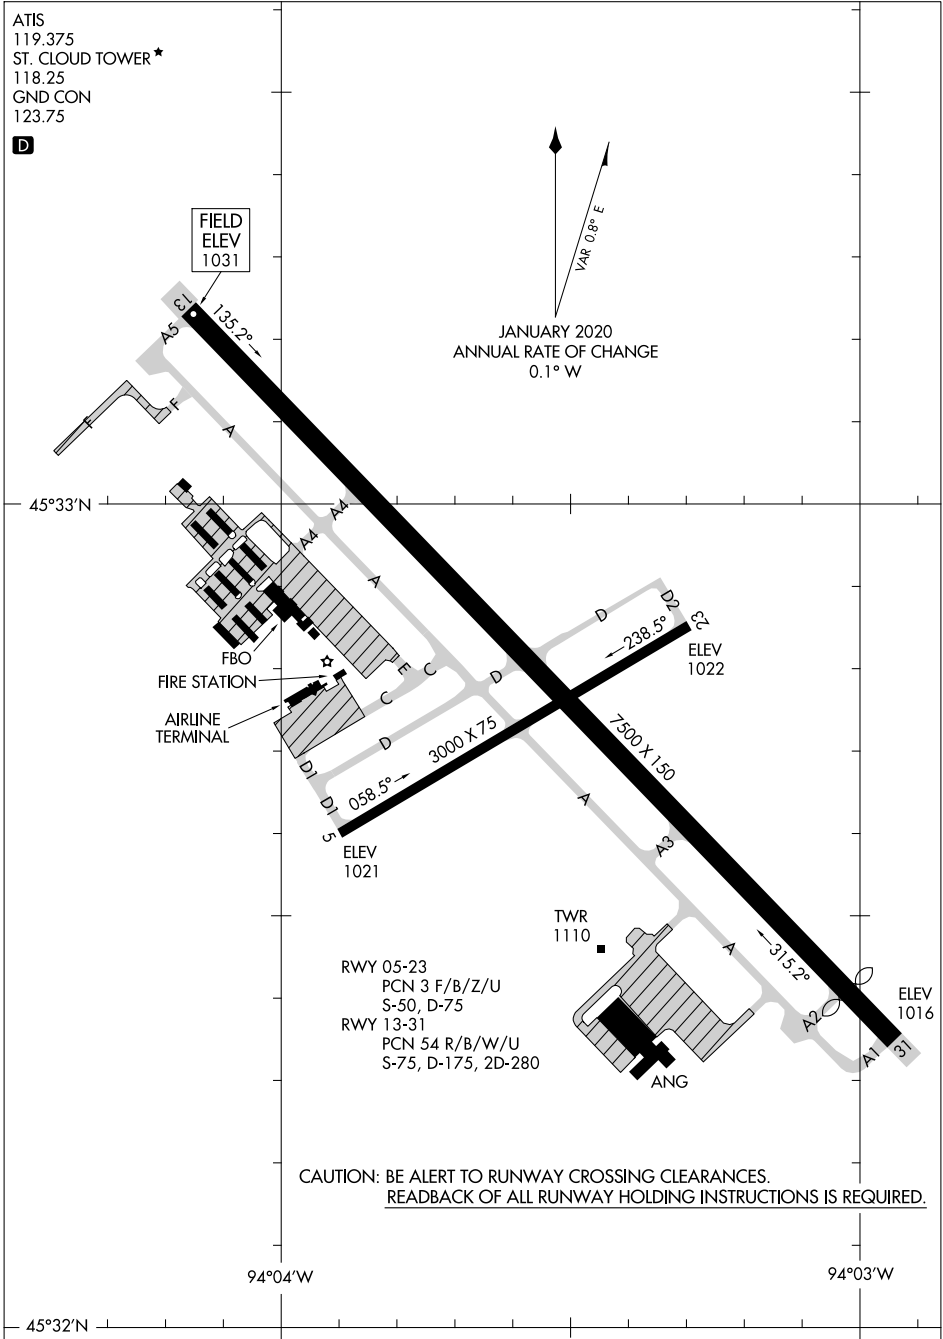 ATIS
119.375
ST. CLOUD TOWER★
118.25
GND CON
123.75
D
FIELD
ELEV
1031
VAR 0.8° E
JANUARY 2020
ANNUAL RATE OF CHANGE
0.1° W
13
135.2°
A5
F
F
A
45°33'N
A4
A4
A
D
D2
23
238.5°
ELEV
1022
FBO
FIRE STATION
AIRLINE
TERMINAL
E
C
C
D
D
D1
D1
3000 X 75
058.5°
5
ELEV
1021
7500 X 150
A
A3
TWR
1110
A
315.2°
A2
A1
31
ELEV
1016
ANG
RWY 05-23
PCN 3 F/B/Z/U
S-50, D-75
RWY 13-31
PCN 54 R/B/W/U
S-75, D-175, 2D-280
CAUTION: BE ALERT TO RUNWAY CROSSING CLEARANCES.
READBACK OF ALL RUNWAY HOLDING INSTRUCTIONS IS REQUIRED.
94°04'W
94°03'W
45°32'N